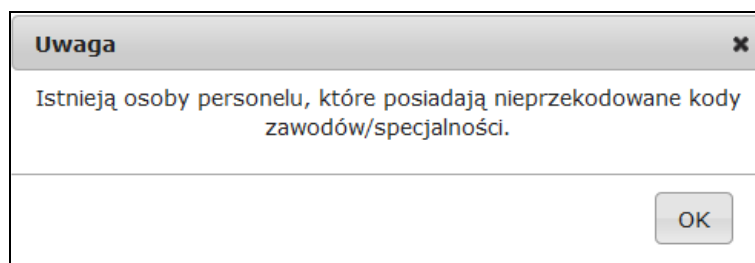 Uwaga
Istnieją osoby personelu, które posiadają nieprzekodowane kody
zawodów/specjalności.
OK